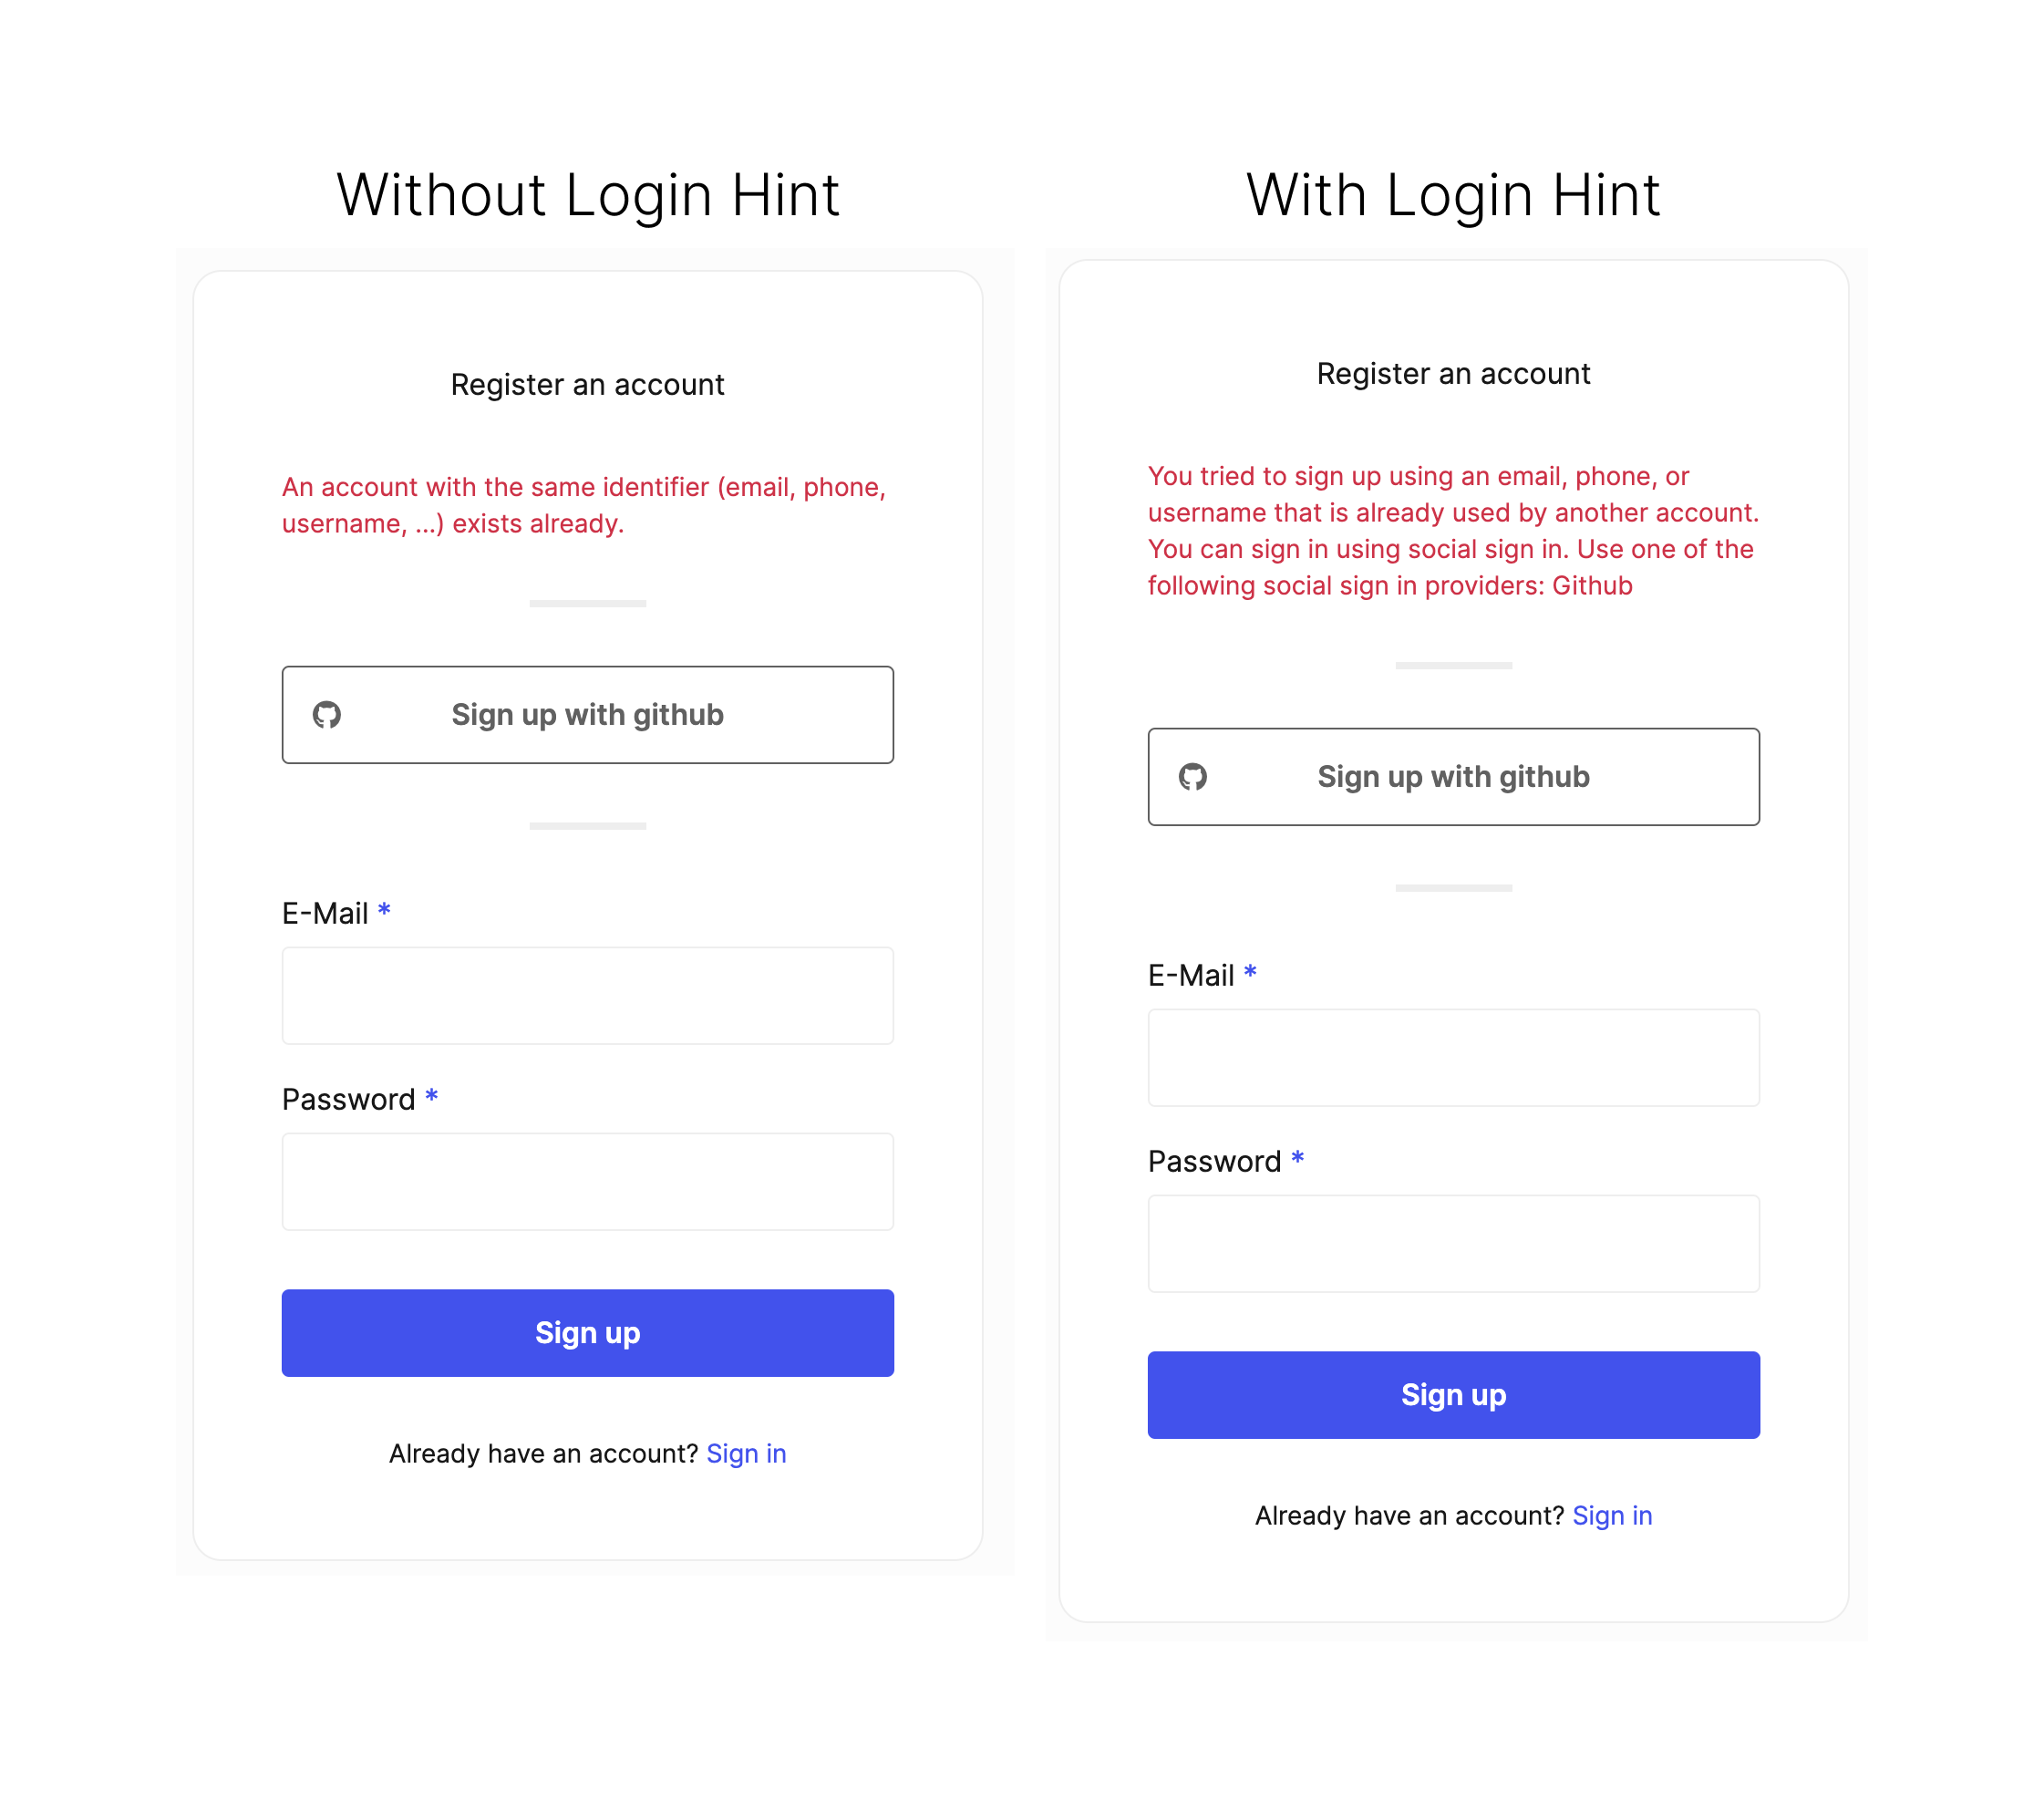 Without Login Hint
Register an account
An account with the same identifier (email, phone,
username, ...) exists already.
Sign up with github
E-Mail *
Password *
Sign up
Already have an account? Sign in
With Login Hint
Register an account
You tried to sign up using an email, phone, or
username that is already used by another account.
You can sign in using social sign in. Use one of the
following social sign in providers: Github
Sign up with github
E-Mail *
Password *
Sign up
Already have an account? Sign in